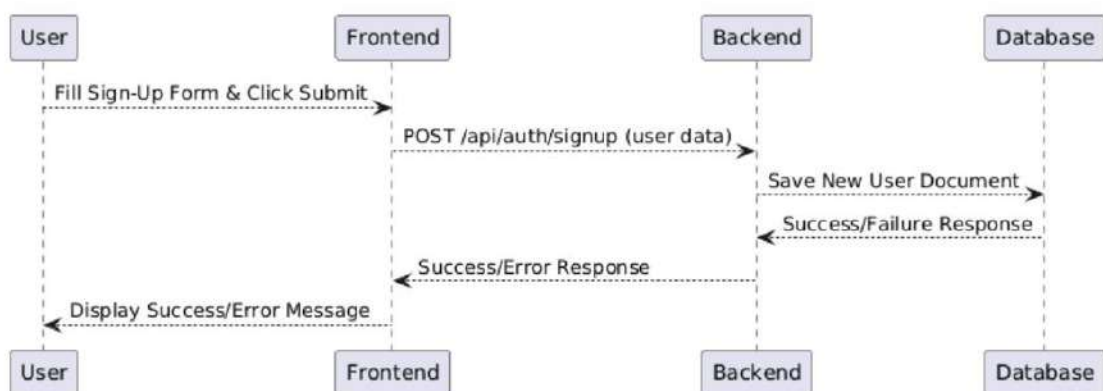 User Frontend Backend Database
Fill Sign-Up Form & Click Submit
POST /api/auth/signup (user data)
Save New User Document
Success/Failure Response
Success/Error Response
Display Success/Error Message
User Frontend Backend Database